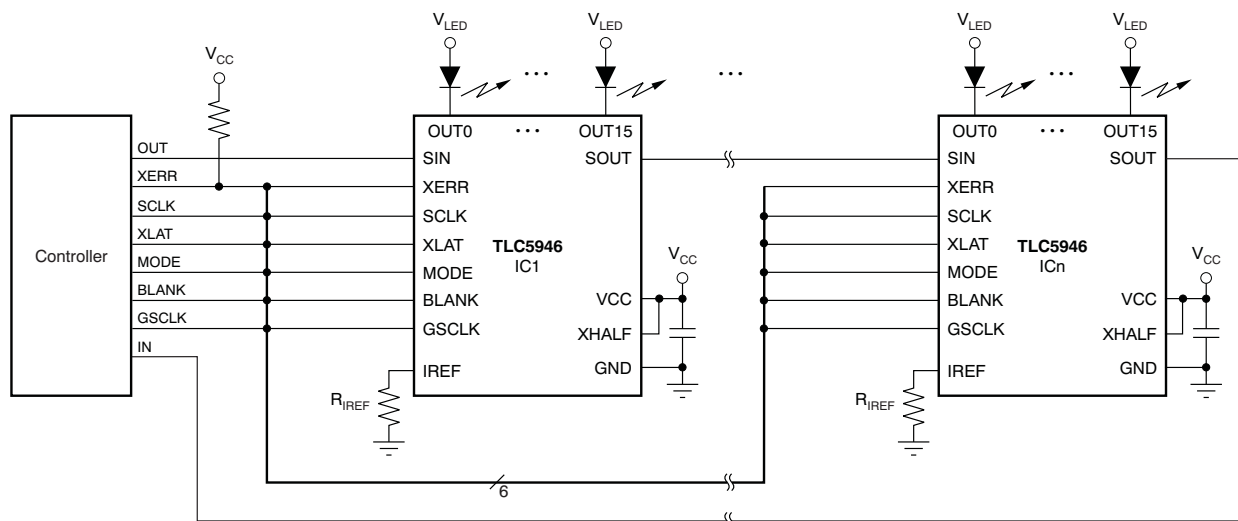 V_LED V_LED V_LED V_LED
V_CC
OUT0 OUT15 OUT0 OUT15
Controller
OUT
XERR
SCLK
XLAT
MODE
BLANK
GSCLK
IN
SIN
XERR
SCLK
XLAT
MODE
BLANK
GSCLK
IREF
SOUT
TLC5946
IC1
V_CC
VCC
XHALF
GND
R_IREF
SIN
XERR
SCLK
XLAT
MODE
BLANK
GSCLK
IREF
SOUT
TLC5946
ICn
V_CC
VCC
XHALF
GND
R_IREF
6